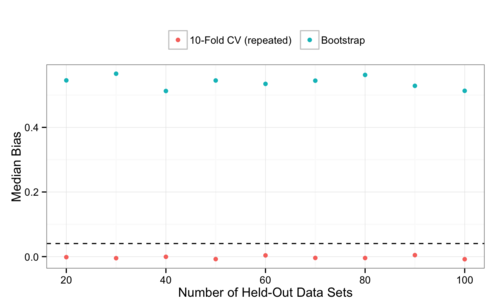 10-Fold CV (repeated) Bootstrap
0.4
0.2
0.0
Median Bias
20 40 60 80 100
Number of Held-Out Data Sets